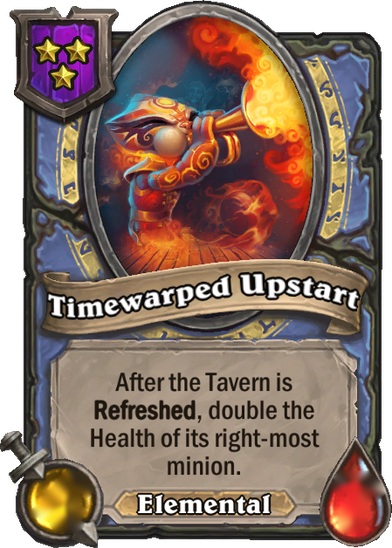 Timewarped Upstart
After the Tavern is
Refreshed, double the
Health of its right-most
minion.
Elemental